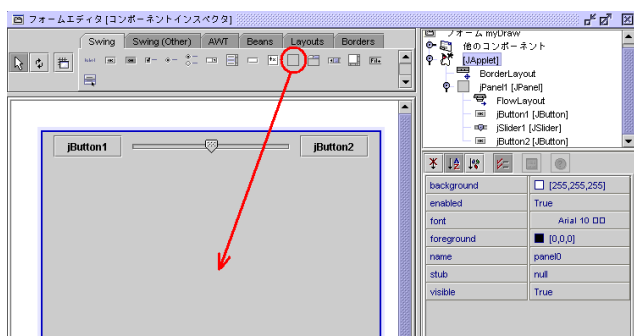 フォームエディタ [コンポーネントインスペクタ]
Swing Swing (Other) AWT Beans Layouts Borders
フォーム myDraw
他のコンポーネント
[JApplet]
BorderLayout
jPanel1 [JPanel]
FlowLayout
jButton1 [JButton]
jSlider1 [JSlider]
jButton2 [JButton]
jButton1 jButton2
background [255,255,255]
enabled True
font Arial 10 □□
foreground [0,0,0]
name panel0
stub null
visible True